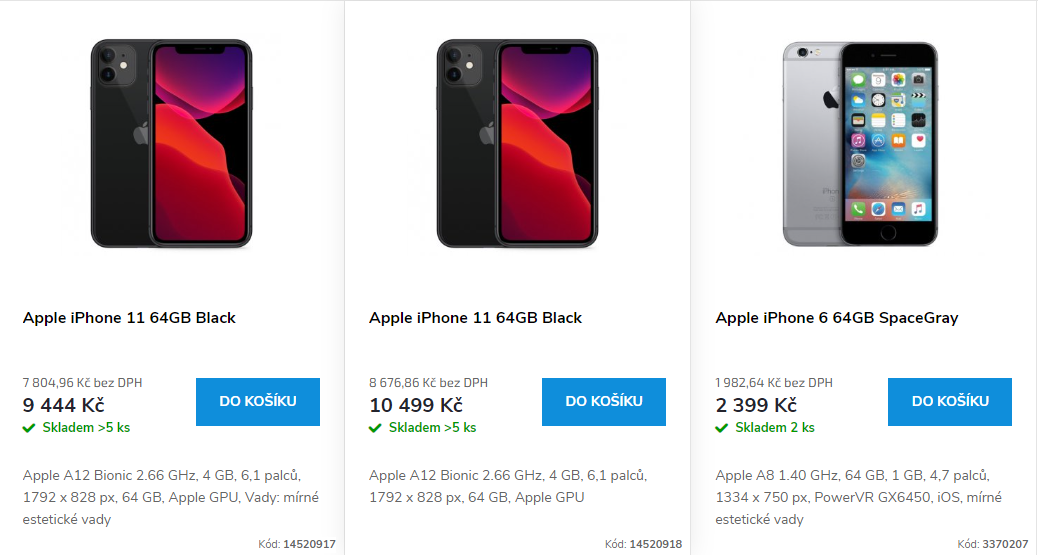 Apple iPhone 11 64GB Black
7 804,96 Kč bez DPH
9 444 Kč
DO KOŠÍKU
Skladem >5 ks
Apple A12 Bionic 2.66 GHz, 4 GB, 6,1 palců,
1792 x 828 px, 64 GB, Apple GPU, Vady: mírné
estetické vady
Kód: 14520917
Apple iPhone 11 64GB Black
8 676,86 Kč bez DPH
10 499 Kč
DO KOŠÍKU
Skladem >5 ks
Apple A12 Bionic 2.66 GHz, 4 GB, 6,1 palců,
1792 x 828 px, 64 GB, Apple GPU
Kód: 14520918
Apple iPhone 6 64GB SpaceGray
1 982,64 Kč bez DPH
2 399 Kč
DO KOŠÍKU
Skladem 2 ks
Apple A8 1.40 GHz, 64 GB, 1 GB, 4,7 palců,
1334 x 750 px, PowerVR GX6450, iOS, mírné
estetické vady
Kód: 3370207